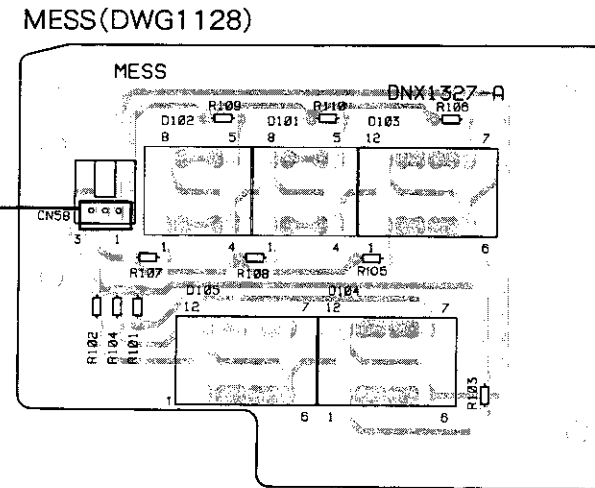 MESS(DWG1128)
MESS
DNX1327-A
R109
R110
R106
D102
D101
D103
8
5
8
5
12
7
CN58
3
1
1
4
1
4
1
6
R107
R108
R105
D105
D104
12
7
12
7
R102
R104
R101
R103
1
6
1
6